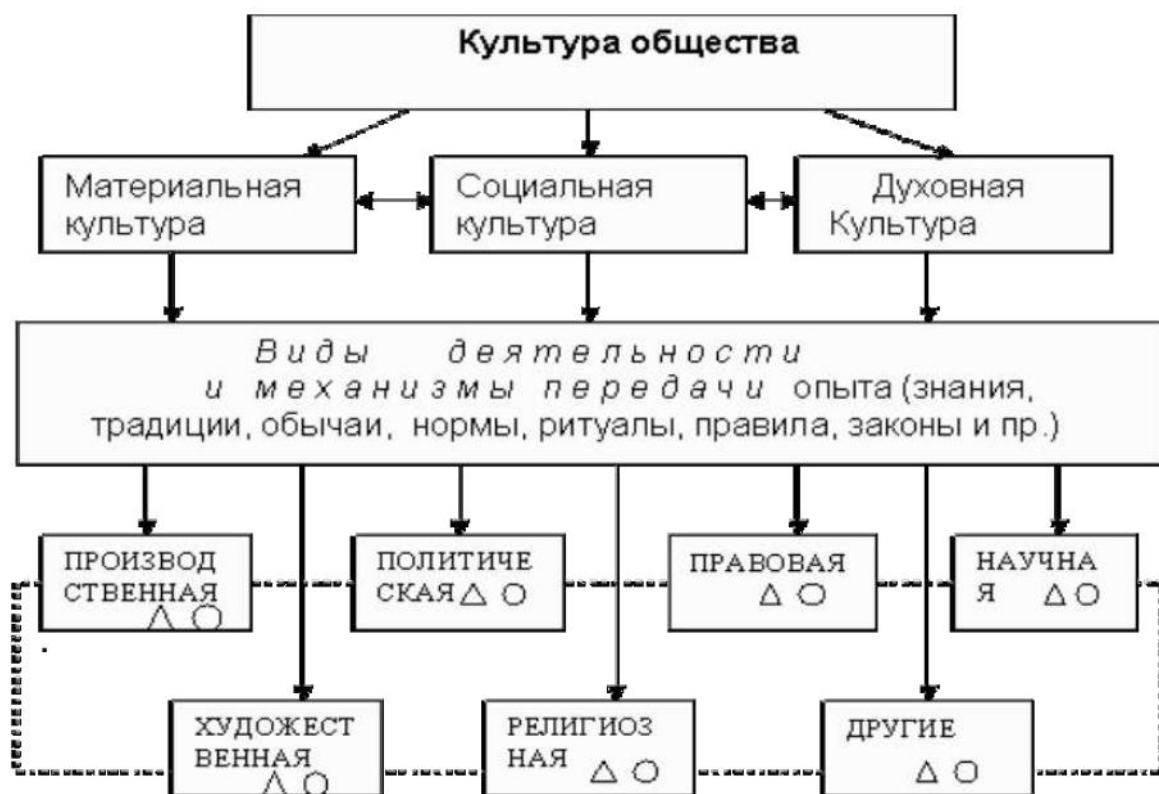 Культура общества
Материальная
культура
Социальная
культура
Духовная
Культура
Виды деятельности
и механизмы передачи опыта (знания,
традиции, обычаи, нормы, ритуалы, правила, законы и пр.)
ПРОИЗВОД
СТВЕННАЯ
ПОЛИТИЧЕ
СКАЯ
ПРАВОВАЯ
НАУЧНА
Я
ХУДОЖЕСТ
ВЕННАЯ
РЕЛИГИОЗ
НАЯ
ДРУГИЕ